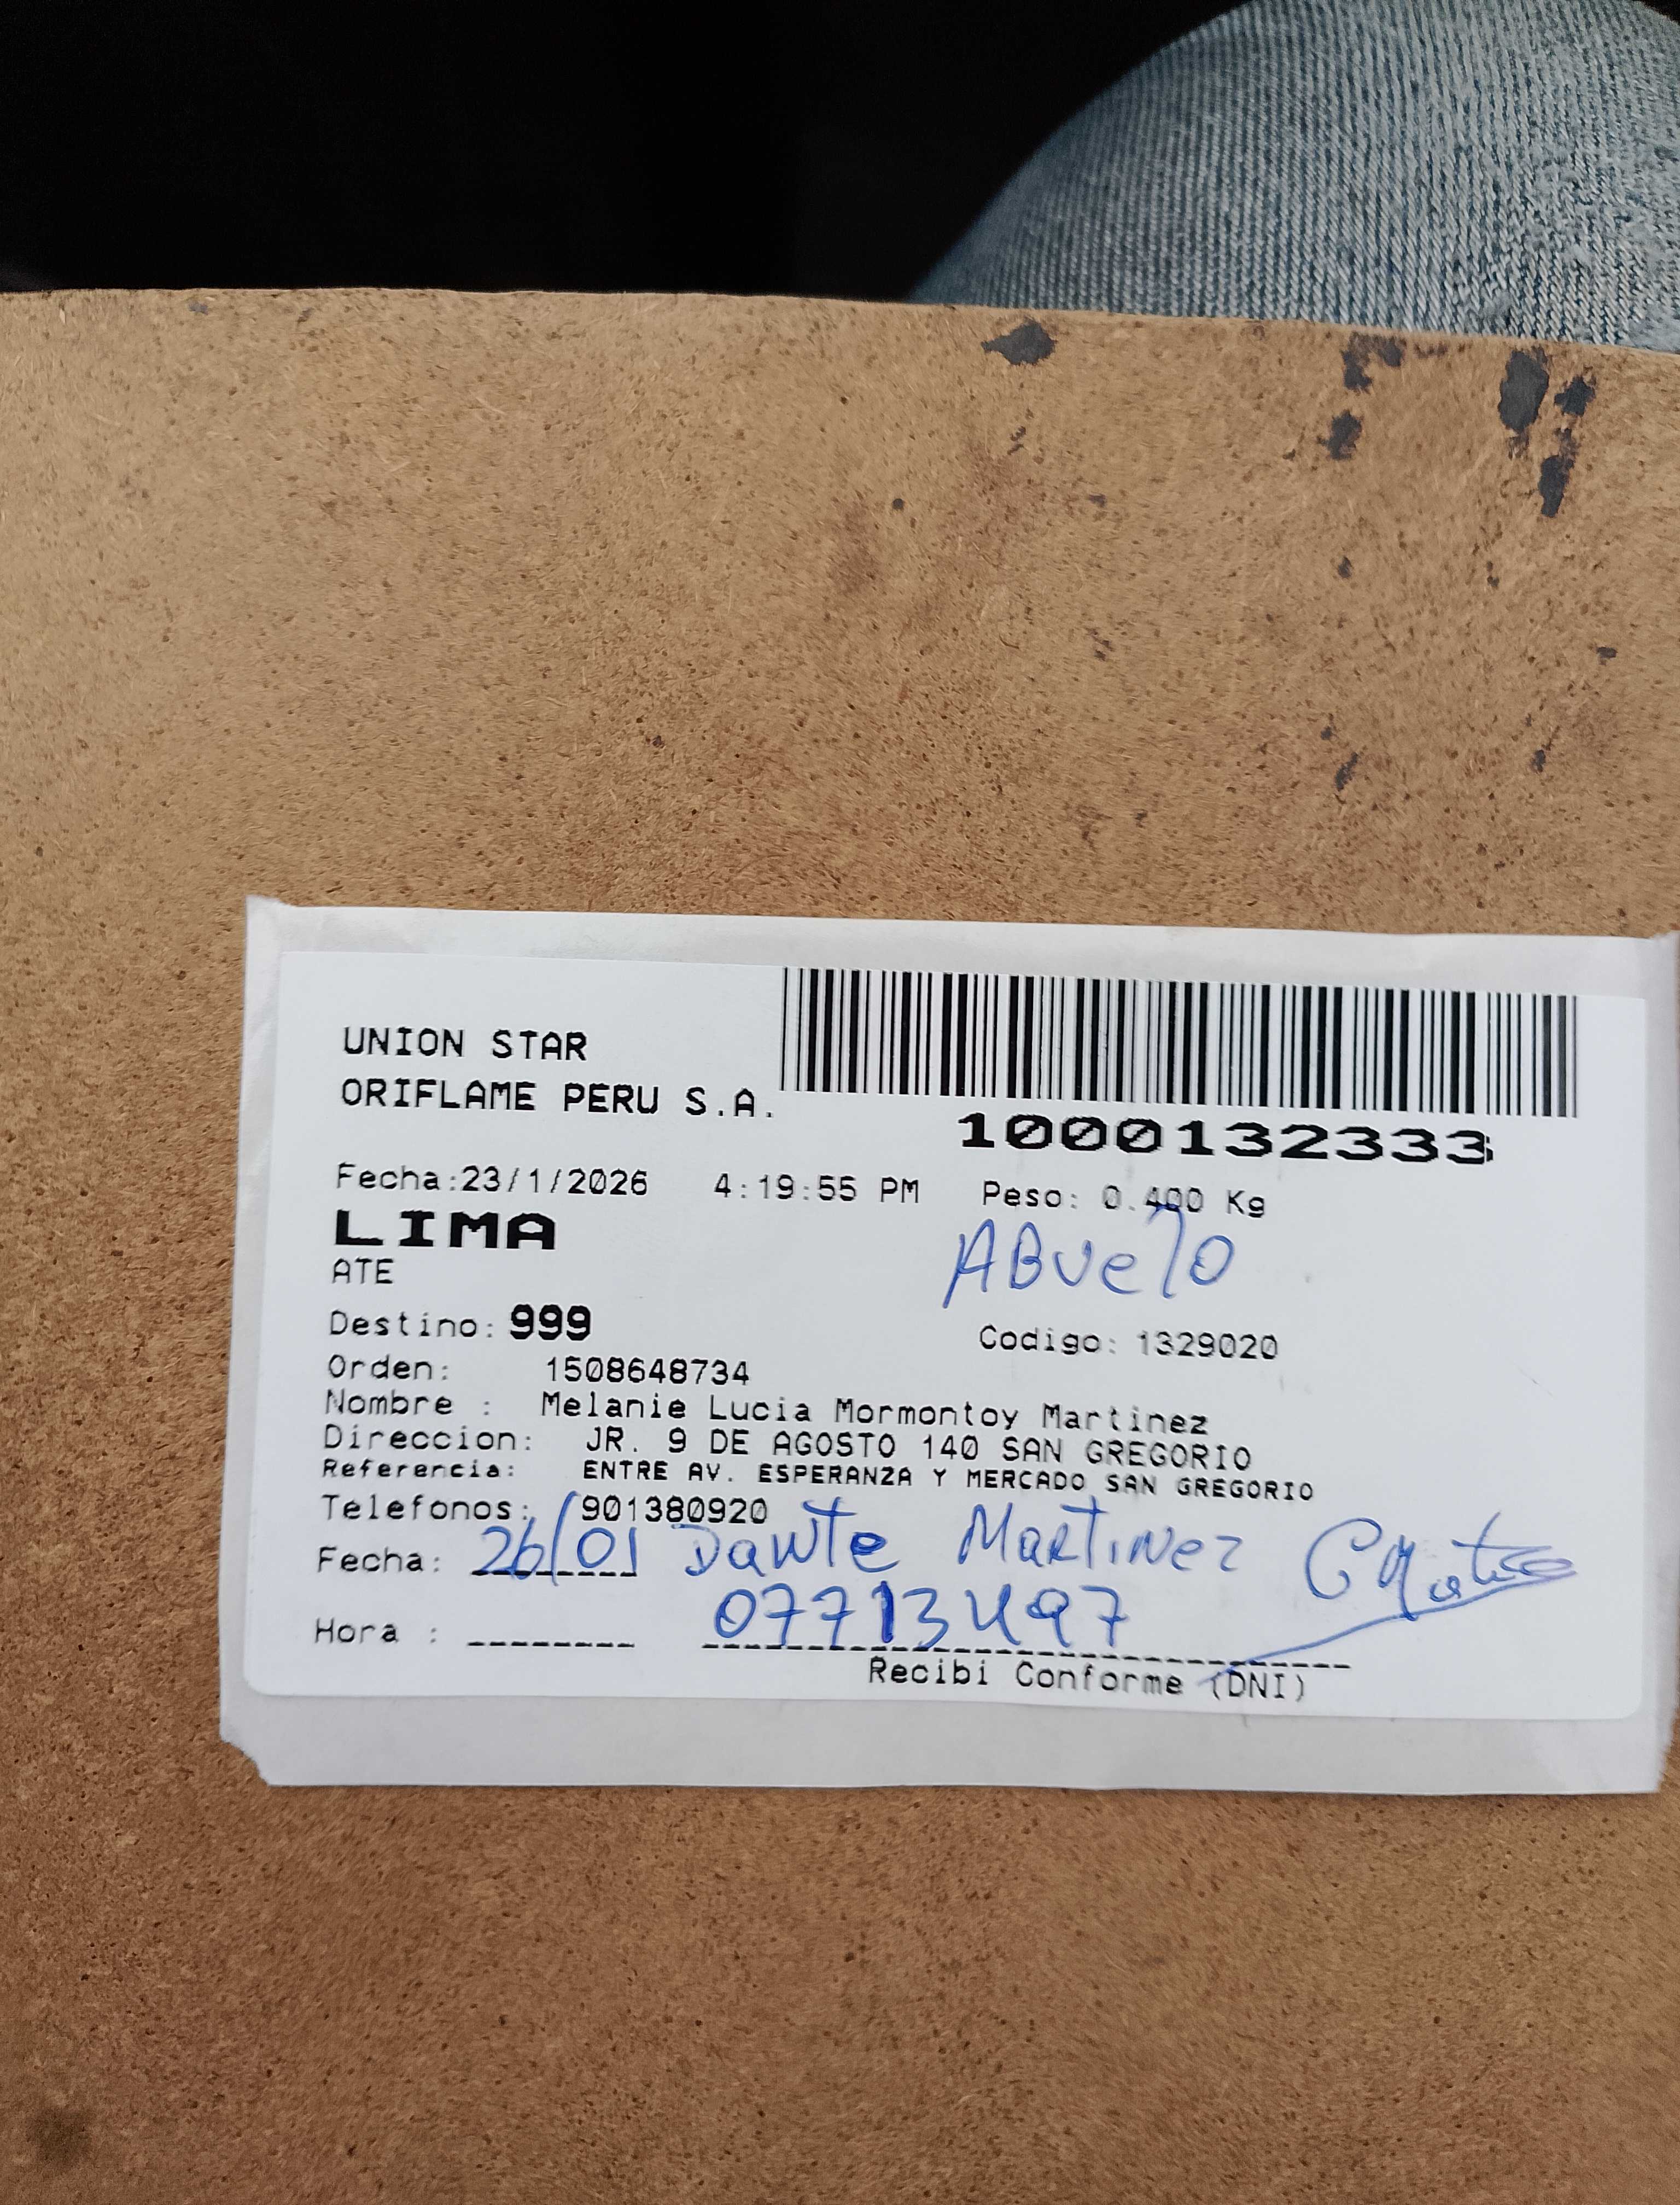 UNION STAR
ORIFLAME PERU S.A.
1000132333
Fecha:23/1/2026 4:19:55 PM Peso: 0.400 Kg
LIMA
ABuelo
ATE
Destino: 999 Codigo: 1329020
Orden: 1508648734
Nombre : Melanie Lucia Mormontoy Martinez
Direccion: JR. 9 DE AGOSTO 140 SAN GREGORIO
Referencia: ENTRE AV. ESPERANZA Y MERCADO SAN GREGORIO
Telefonos: 901380920
Fecha: 26/01 Dante Martinez
07713497
Hora :
Recibi Conforme (DNI)